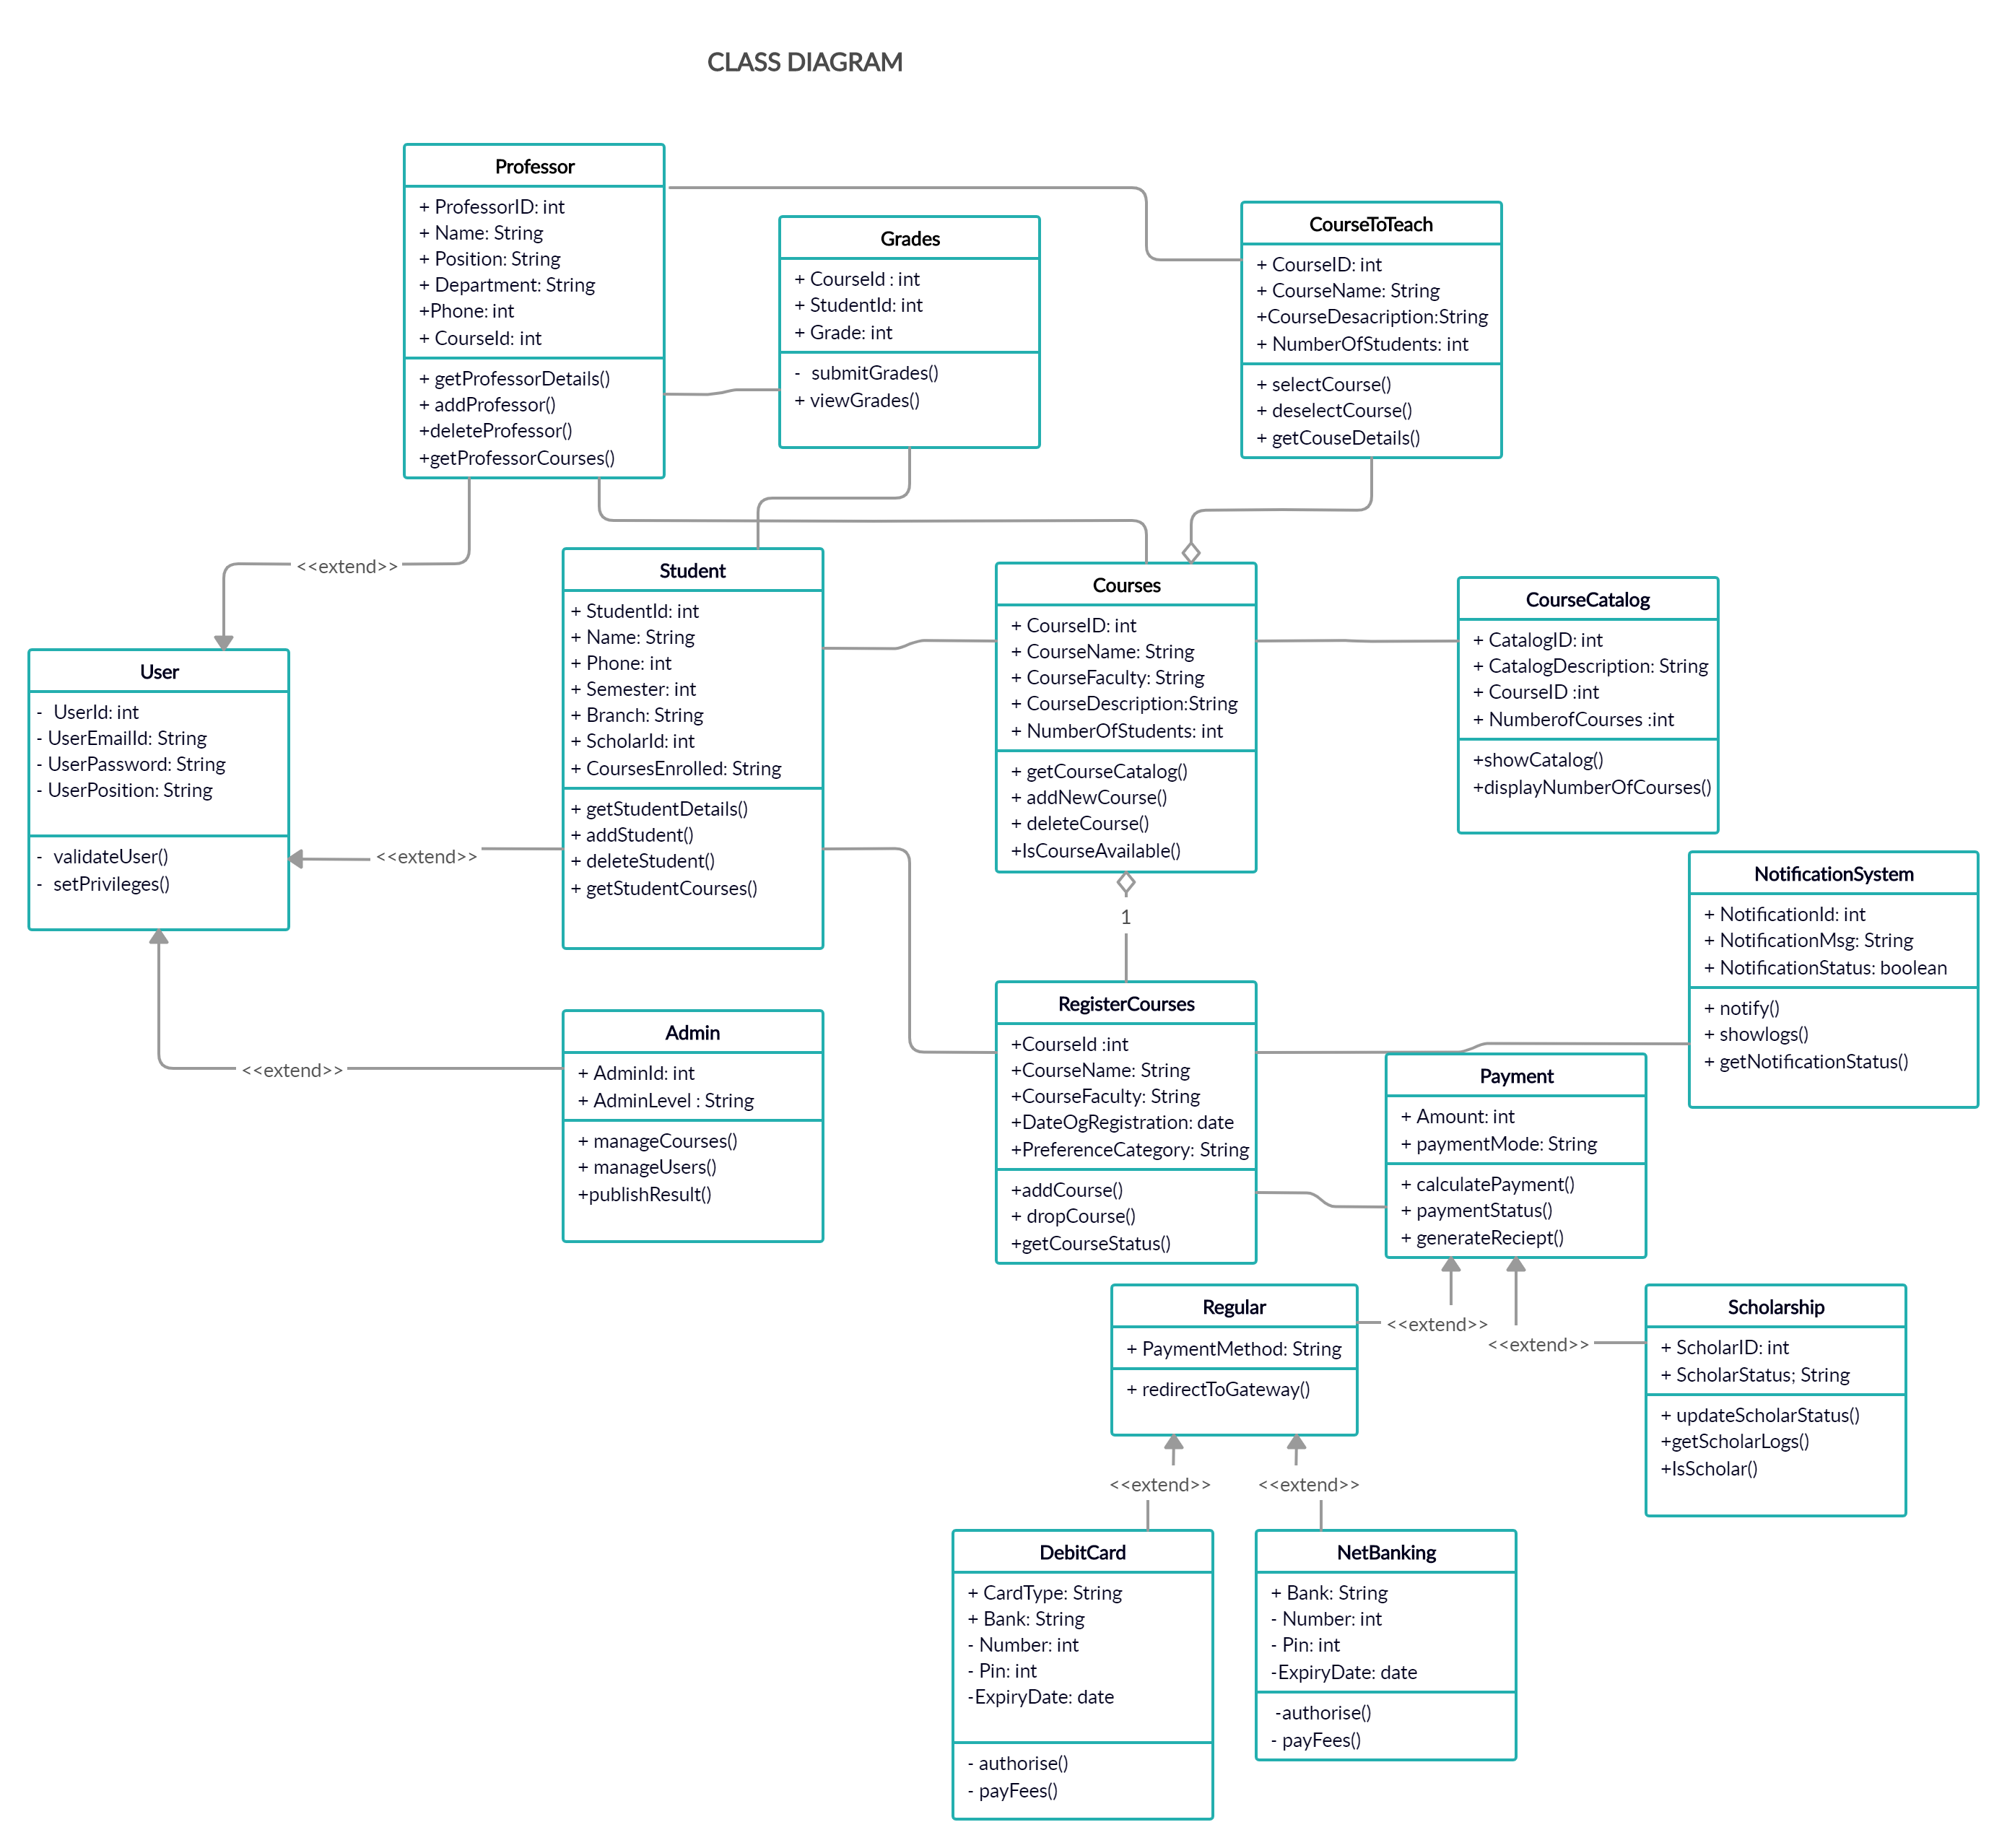 CLASS DIAGRAM
Professor
+ ProfessorID: int
+ Name: String
+ Position: String
+ Department: String
+Phone: int
+ CourseId: int
+ getProfessorDetails()
+ addProfessor()
+deleteProfessor()
+getProfessorCourses()
Grades
+ CourseId : int
+ StudentId: int
+ Grade: int
- submitGrades()
+ viewGrades()
CourseToTeach
+ CourseID: int
+ CourseName: String
+CourseDesacription:String
+ NumberOfStudents: int
+ selectCourse()
+ deselectCourse()
+ getCouseDetails()
<<extend>>
User
- UserId: int
- UserEmailId: String
- UserPassword: String
- UserPosition: String
- validateUser()
- setPrivileges()
<<extend>>
Student
+ StudentId: int
+ Name: String
+ Phone: int
+ Semester: int
+ Branch: String
+ ScholarId: int
+ CoursesEnrolled: String
+ getStudentDetails()
+ addStudent()
+ deleteStudent()
+ getStudentCourses()
Courses
+ CourseID: int
+ CourseName: String
+ CourseFaculty: String
+ CourseDescription:String
+ NumberOfStudents: int
+ getCourseCatalog()
+ addNewCourse()
+ deleteCourse()
+IsCourseAvailable()
CourseCatalog
+ CatalogID: int
+ CatalogDescription: String
+ CourseID :int
+ NumberofCourses :int
+showCatalog()
+displayNumberOfCourses()
1
NotificationSystem
+ NotificationId: int
+ NotificationMsg: String
+ NotificationStatus: boolean
+ notify()
+ showlogs()
+ getNotificationStatus()
<<extend>>
Admin
+ AdminId: int
+ AdminLevel : String
+ manageCourses()
+ manageUsers()
+publishResult()
RegisterCourses
+CourseId :int
+CourseName: String
+CourseFaculty: String
+DateOgRegistration: date
+PreferenceCategory: String
+addCourse()
+ dropCourse()
+getCourseStatus()
Payment
+ Amount: int
+ paymentMode: String
+ calculatePayment()
+ paymentStatus()
+ generateReciept()
Regular
+ PaymentMethod: String
+ redirectToGateway()
<<extend>>
<<extend>>
Scholarship
+ ScholarID: int
+ ScholarStatus; String
+ updateScholarStatus()
+getScholarLogs()
+IsScholar()
<<extend>>
<<extend>>
DebitCard
+ CardType: String
+ Bank: String
- Number: int
- Pin: int
-ExpiryDate: date
- authorise()
- payFees()
NetBanking
+ Bank: String
- Number: int
- Pin: int
-ExpiryDate: date
-authorise()
- payFees()